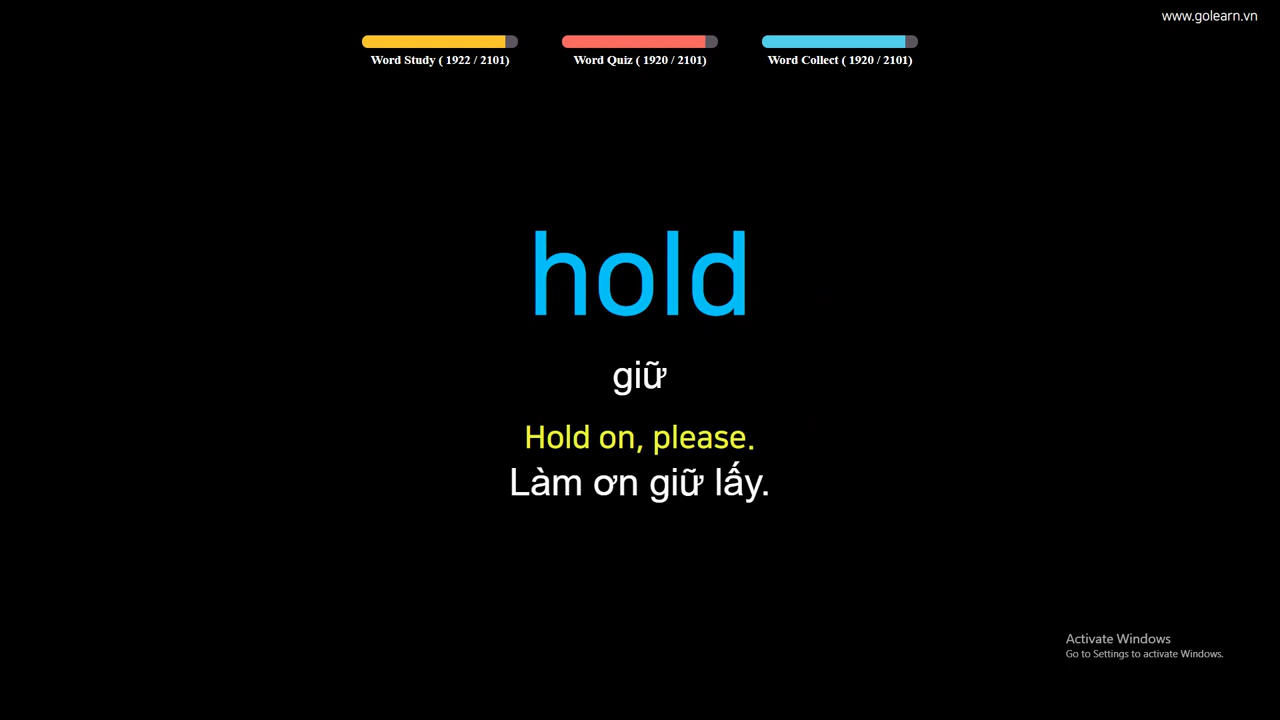 www.golearn.vn
Word Study ( 1922 / 2101)
Word Quiz ( 1920 / 2101)
Word Collect ( 1920 / 2101)
hold
giữ
Hold on, please.
Làm ơn giữ lấy.
Activate Windows
Go to Settings to activate Windows.